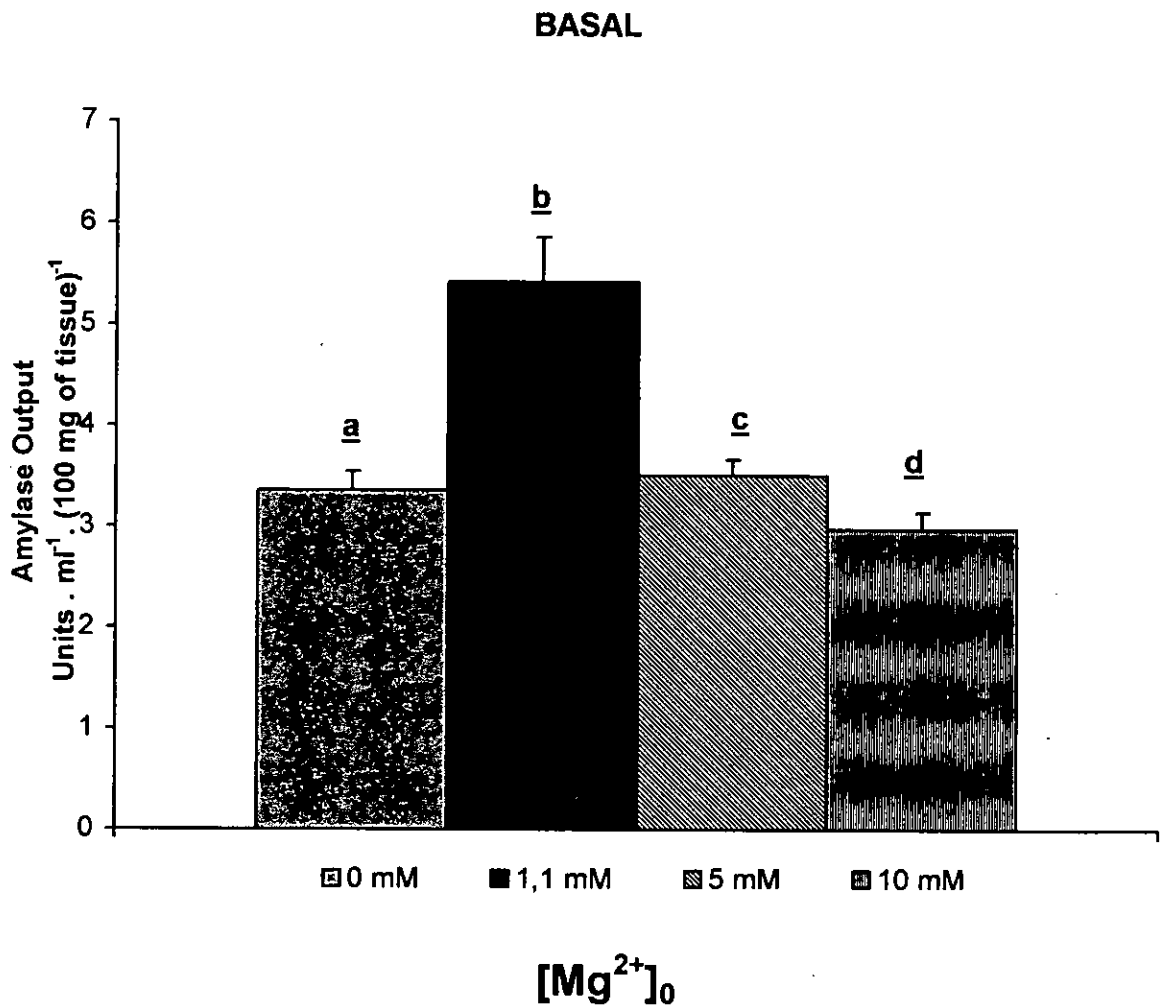 BASAL
7
6
5
4
3
2
1
0
Amylase Output
Units . ml⁻¹ . (100 mg of tissue)⁻¹
a
b
c
d
0 mM 1,1 mM 5 mM 10 mM
[Mg²⁺]₀